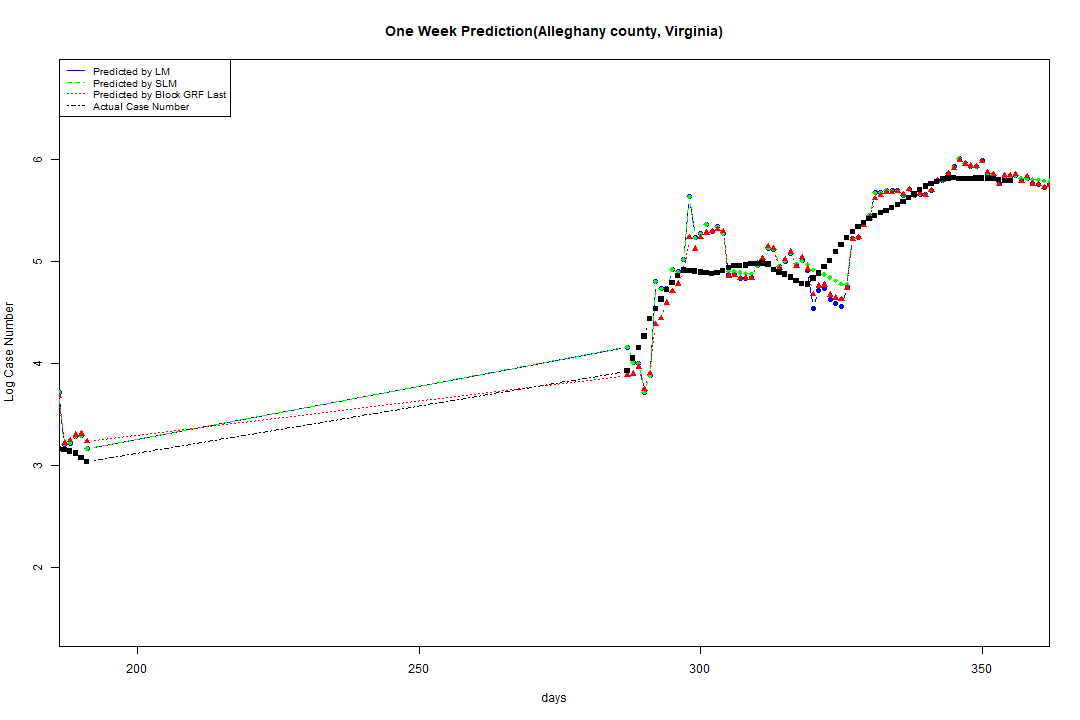 One Week Prediction(Alleghany county, Virginia)
Predicted by LM
Predicted by SLM
Predicted by Block GRF Last
Actual Case Number
6
5
4
3
2
Log Case Number
200 250 300 350
days